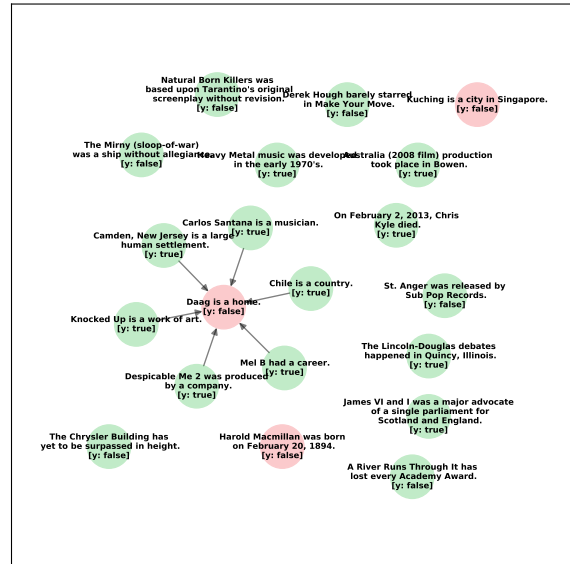 Natural Born Killers was
based upon Tarantino's original
screenplay without revision.
[y: false]
Derek Hough barely starred
in Make Your Move.
[y: false]
Kuching is a city in Singapore.
[y: false]
The Mirny (sloop-of-war)
was a ship without allegiance.
[y: false]
Heavy Metal music was developed
in the early 1970's.
[y: true]
Australia (2008 film) production
took place in Bowen.
[y: true]
On February 2, 2013, Chris
Kyle died.
[y: true]
Carlos Santana is a musician.
[y: true]
Camden, New Jersey is a large
human settlement.
[y: true]
Chile is a country.
[y: true]
St. Anger was released by
Sub Pop Records.
[y: false]
Daag is a home.
[y: false]
Knocked Up is a work of art.
[y: true]
The Lincoln-Douglas debates
happened in Quincy, Illinois.
[y: true]
Mel B had a career.
[y: true]
Despicable Me 2 was produced
by a company.
[y: true]
James VI and I was a major advocate
of a single parliament for
Scotland and England.
[y: true]
The Chrysler Building has
yet to be surpassed in height.
[y: false]
Harold Macmillan was born
on February 20, 1894.
[y: false]
A River Runs Through It has
lost every Academy Award.
[y: false]